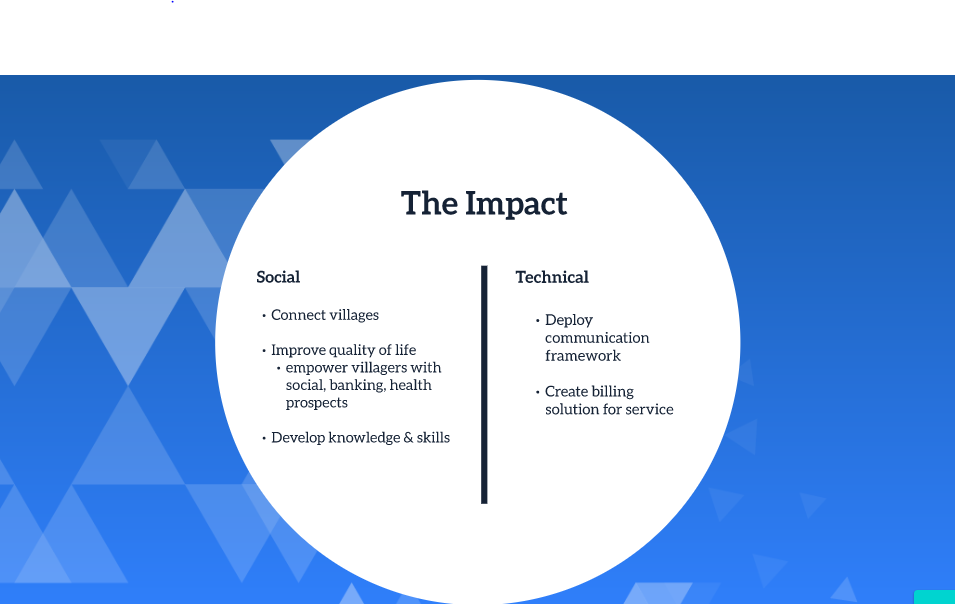 The Impact
Social
• Connect villages
• Improve quality of life
• empower villagers with
social, banking, health
prospects
• Develop knowledge & skills
Technical
• Deploy
communication
framework
• Create billing
solution for service